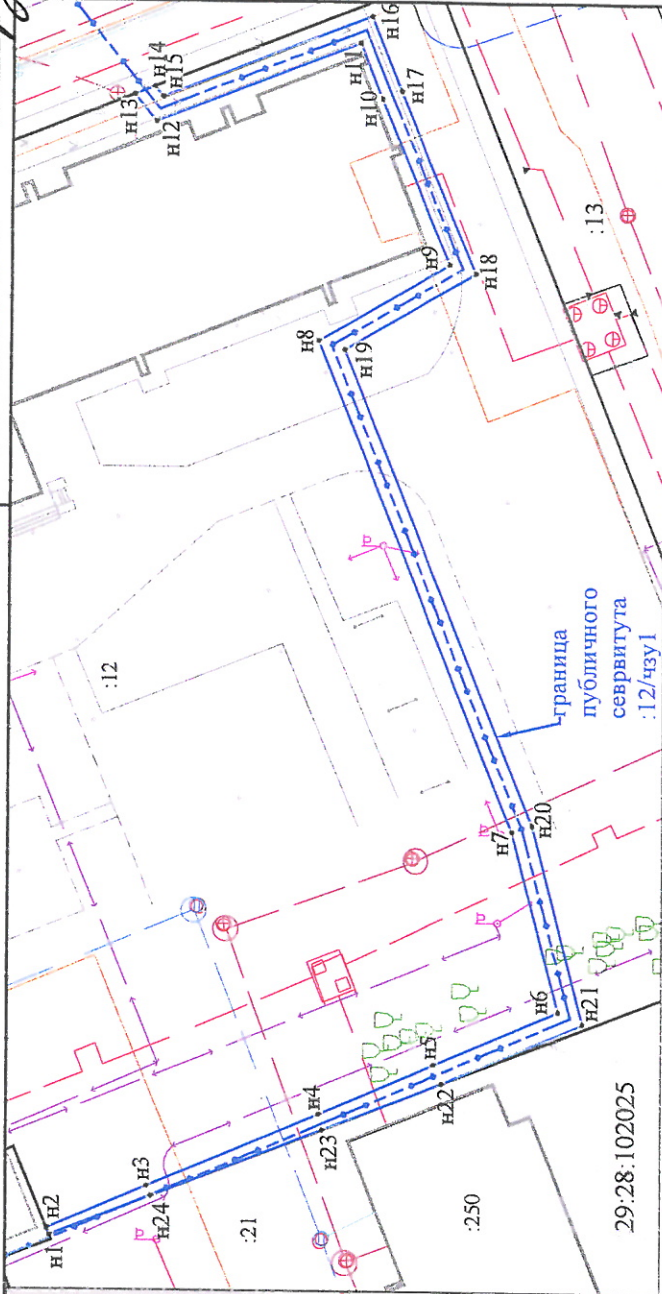 н16
н14
н15
н13
н12
н11
н10
н17
н9
н18
н8
н19
:13
:12
граница
публичного
севрвитута
:12/чзу1
н7
н20
н6
н21
н5
н22
н4
н23
н3
н24
н2
н1
:21
:250
29:28:102025